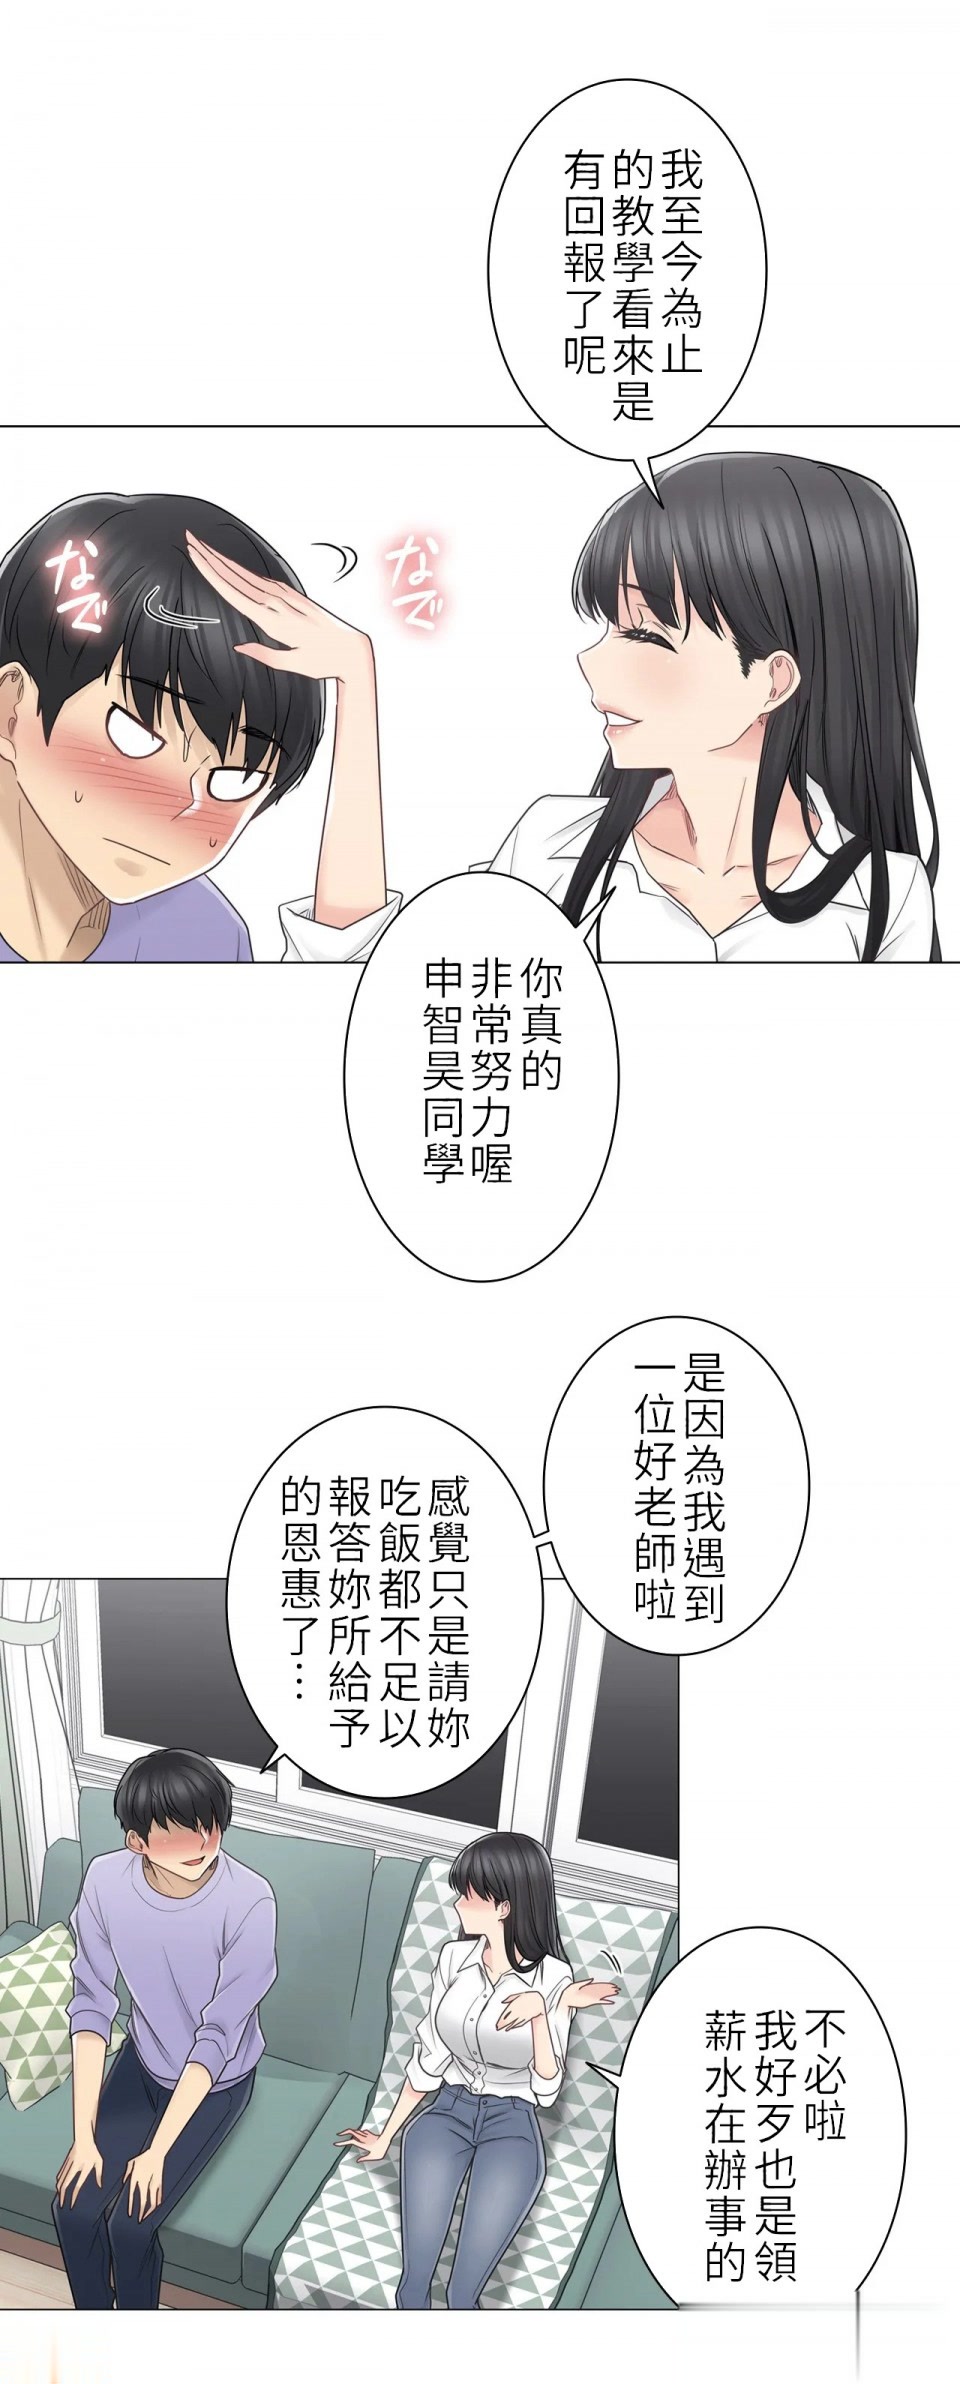 我至今為止
的教學看來是
有回報了呢
なで
なで
你真的
非常努力喔
申智昊同學
是因為我遇到
一位好老師啦
感覺只是請妳
吃飯都不足以
報答妳所給予
的恩惠了…
不必啦
我好歹也是領
薪水在辦事的